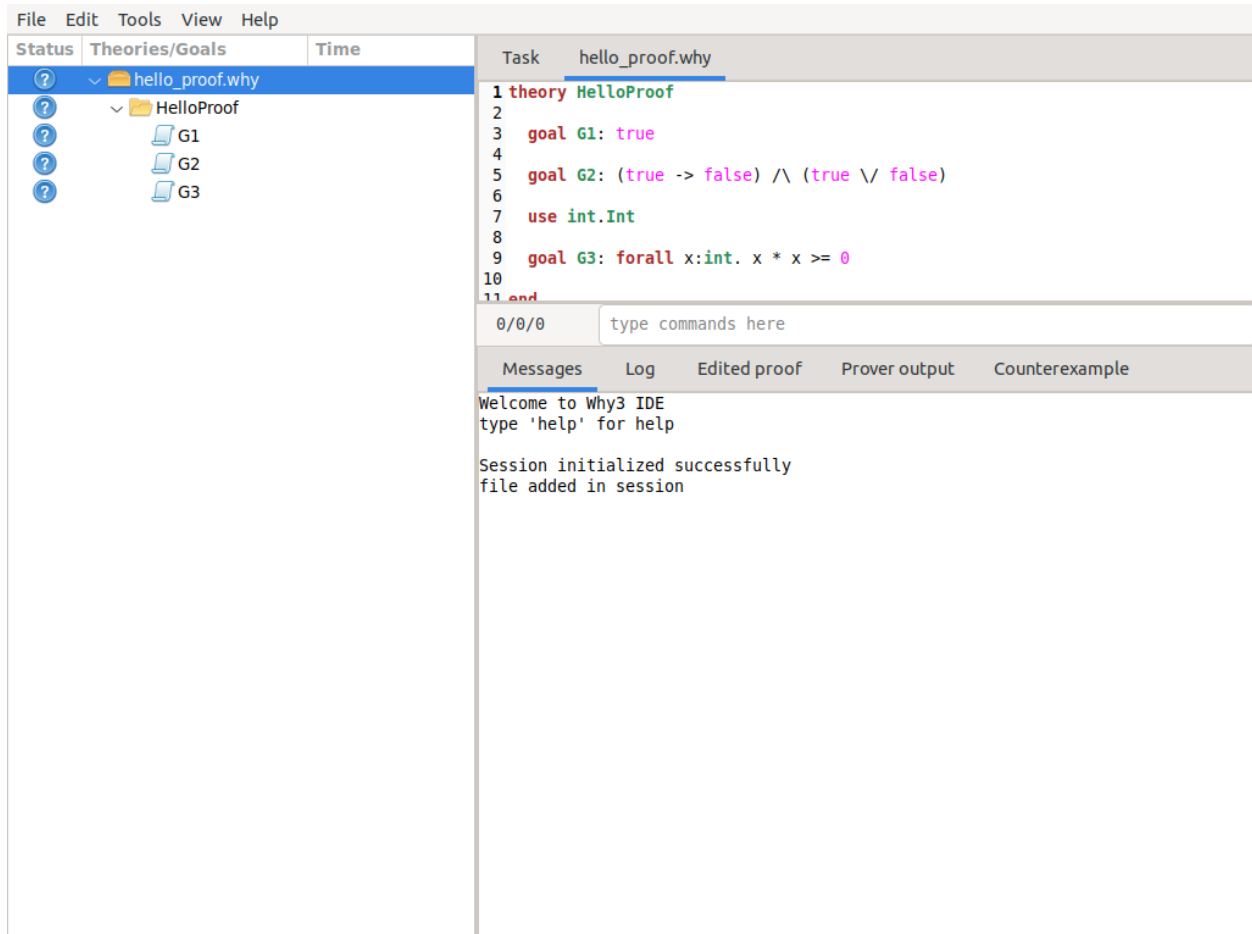 File Edit Tools View Help
Status Theories/Goals Time
hello_proof.why
HelloProof
G1
G2
G3
Task hello_proof.why
1 theory HelloProof
2
3 goal G1: true
4
5 goal G2: (true -> false) /\ (true \/ false)
6
7 use int.Int
8
9 goal G3: forall x:int. x * x >= 0
10
11 end
0/0/0 type commands here
Messages Log Edited proof Prover output Counterexample
Welcome to Why3 IDE
type 'help' for help
Session initialized successfully
file added in session